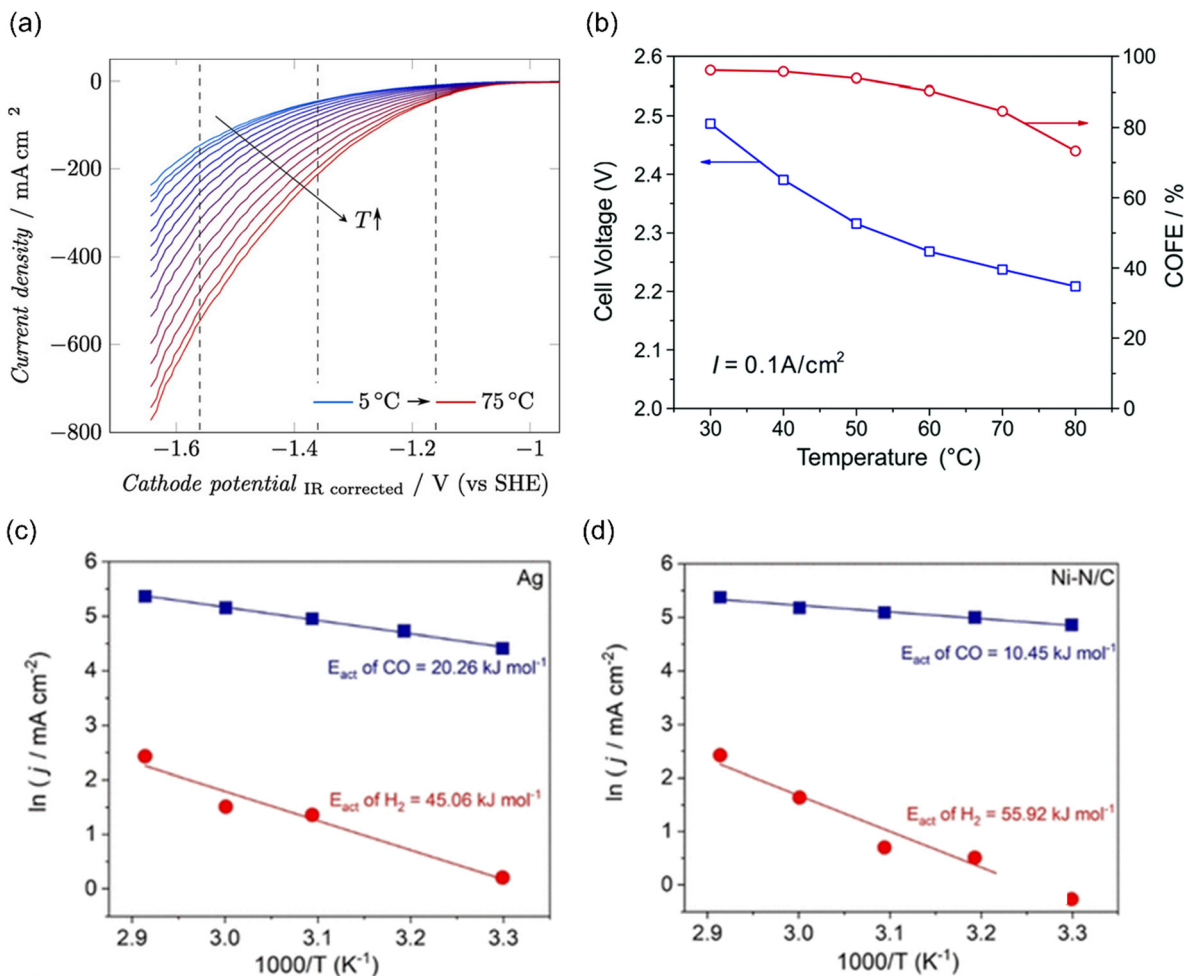 (a)
0
−200
−400
−600
−800
Current density / mA cm 2
T↑
5 °C → 75 °C
−1.6
−1.4
−1.2
−1
Cathode potential IR corrected / V (vs SHE)
(b)
2.6
2.5
2.4
2.3
2.2
2.1
2.0
Cell Voltage (V)
100
80
60
40
20
0
COFE / %
I = 0.1A/cm2
30 40 50 60 70 80
Temperature (°C)
(c)
6
5
4
3
2
1
0
ln (j / mA cm-2)
Ag
Eact of CO = 20.26 kJ mol-1
Eact of H2 = 45.06 kJ mol-1
2.9 3.0 3.1 3.2 3.3
1000/T (K-1)
(d)
6
5
4
3
2
1
0
ln (j / mA cm-2)
Ni-N/C
Eact of CO = 10.45 kJ mol-1
Eact of H2 = 55.92 kJ mol-1
2.9 3.0 3.1 3.2 3.3
1000/T (K-1)